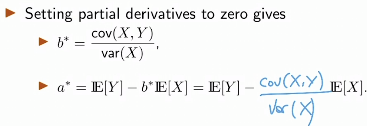 Setting partial derivatives to zero gives
b* = cov(X, Y) / var(X),
a* = 𝔼[Y] − b*𝔼[X] = 𝔼[Y] − cov(X,Y) / Var(X) 𝔼[X].